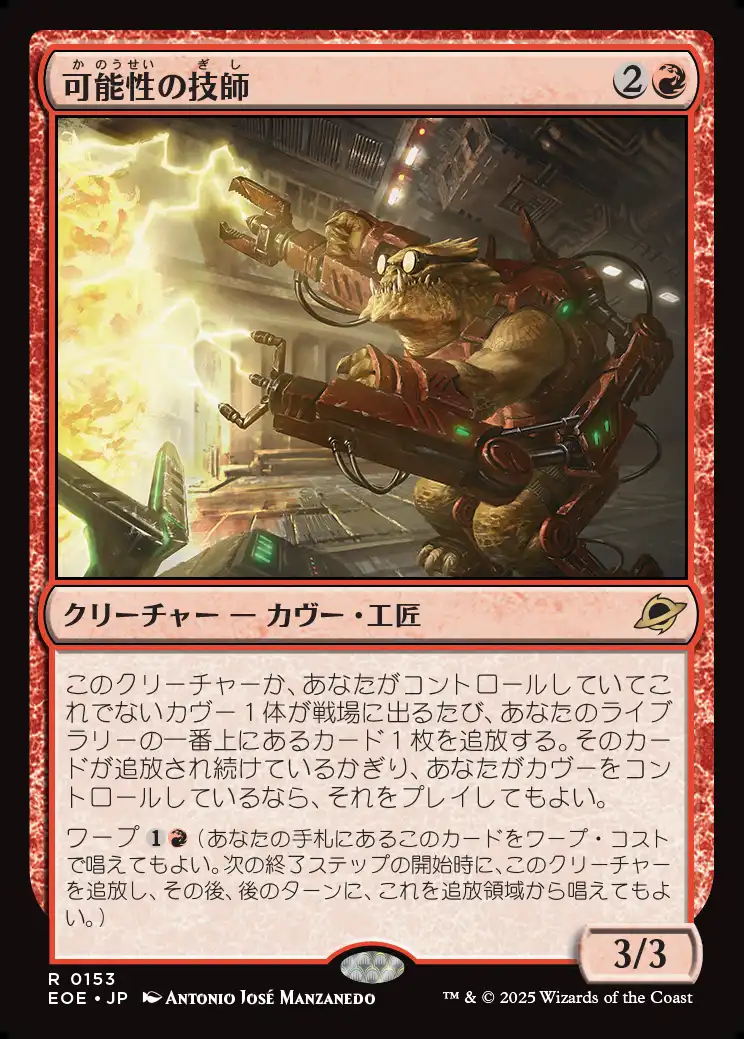 かのうせい ぎし
可能性の技師 2
クリーチャー — カヴー・工匠
このクリーチャーか、あなたがコントロールしていてこ
れでないカヴー1体が戦場に出るたび、あなたのライブ
ラリーの一番上にあるカード1枚を追放する。そのカー
ドが追放され続けているかぎり、あなたがカヴーをコン
トロールしているなら、それをプレイしてもよい。
ワープ 1 （あなたの手札にあるこのカードをワープ・コスト
で唱えてもよい。次の終了ステップの開始時に、このクリーチャー
を追放し、その後、後のターンに、これを追放領域から唱えてもよ
い。）
3/3
R 0153
EOE • JP Antonio José Manzanedo
™ & © 2025 Wizards of the Coast